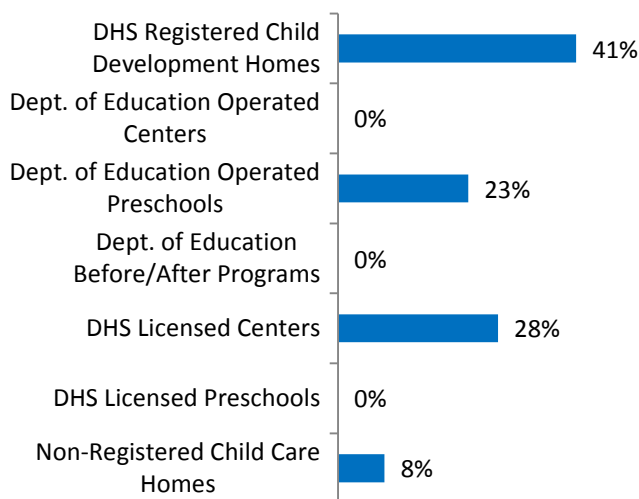 DHS Registered Child
Development Homes
41%
Dept. of Education Operated
Centers
0%
Dept. of Education Operated
Preschools
23%
Dept. of Education
Before/After Programs
0%
DHS Licensed Centers
28%
DHS Licensed Preschools
0%
Non-Registered Child Care
Homes
8%